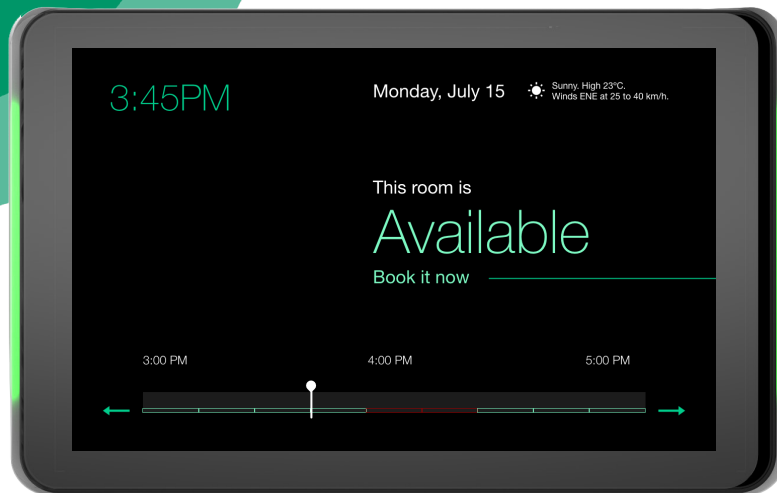 3:45PM
Monday, July 15
Sunny. High 23°C.
Winds ENE at 25 to 40 km/h.
This room is
Available
Book it now
3:00 PM
4:00 PM
5:00 PM